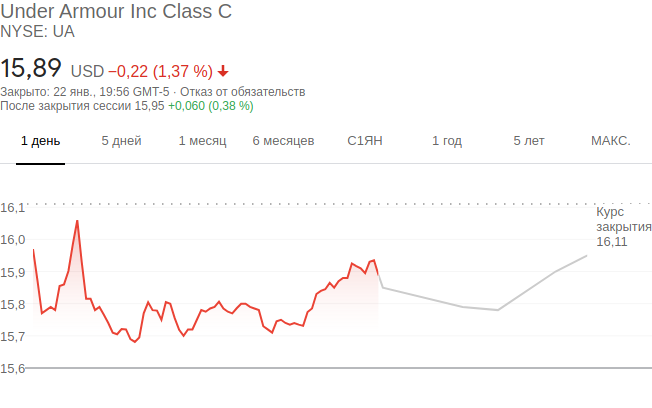 Under Armour Inc Class C
NYSE: UA
15,89 USD −0,22 (1,37 %)
Закрыто: 22 янв., 19:56 GMT-5 · Отказ от обязательств
После закрытия сессии 15,95 +0,060 (0,38 %)
1 день 5 дней 1 месяц 6 месяцев С1ЯН 1 год 5 лет МАКС.
16,1
16,0
15,9
15,8
15,7
15,6
Курс
закрытия
16,11